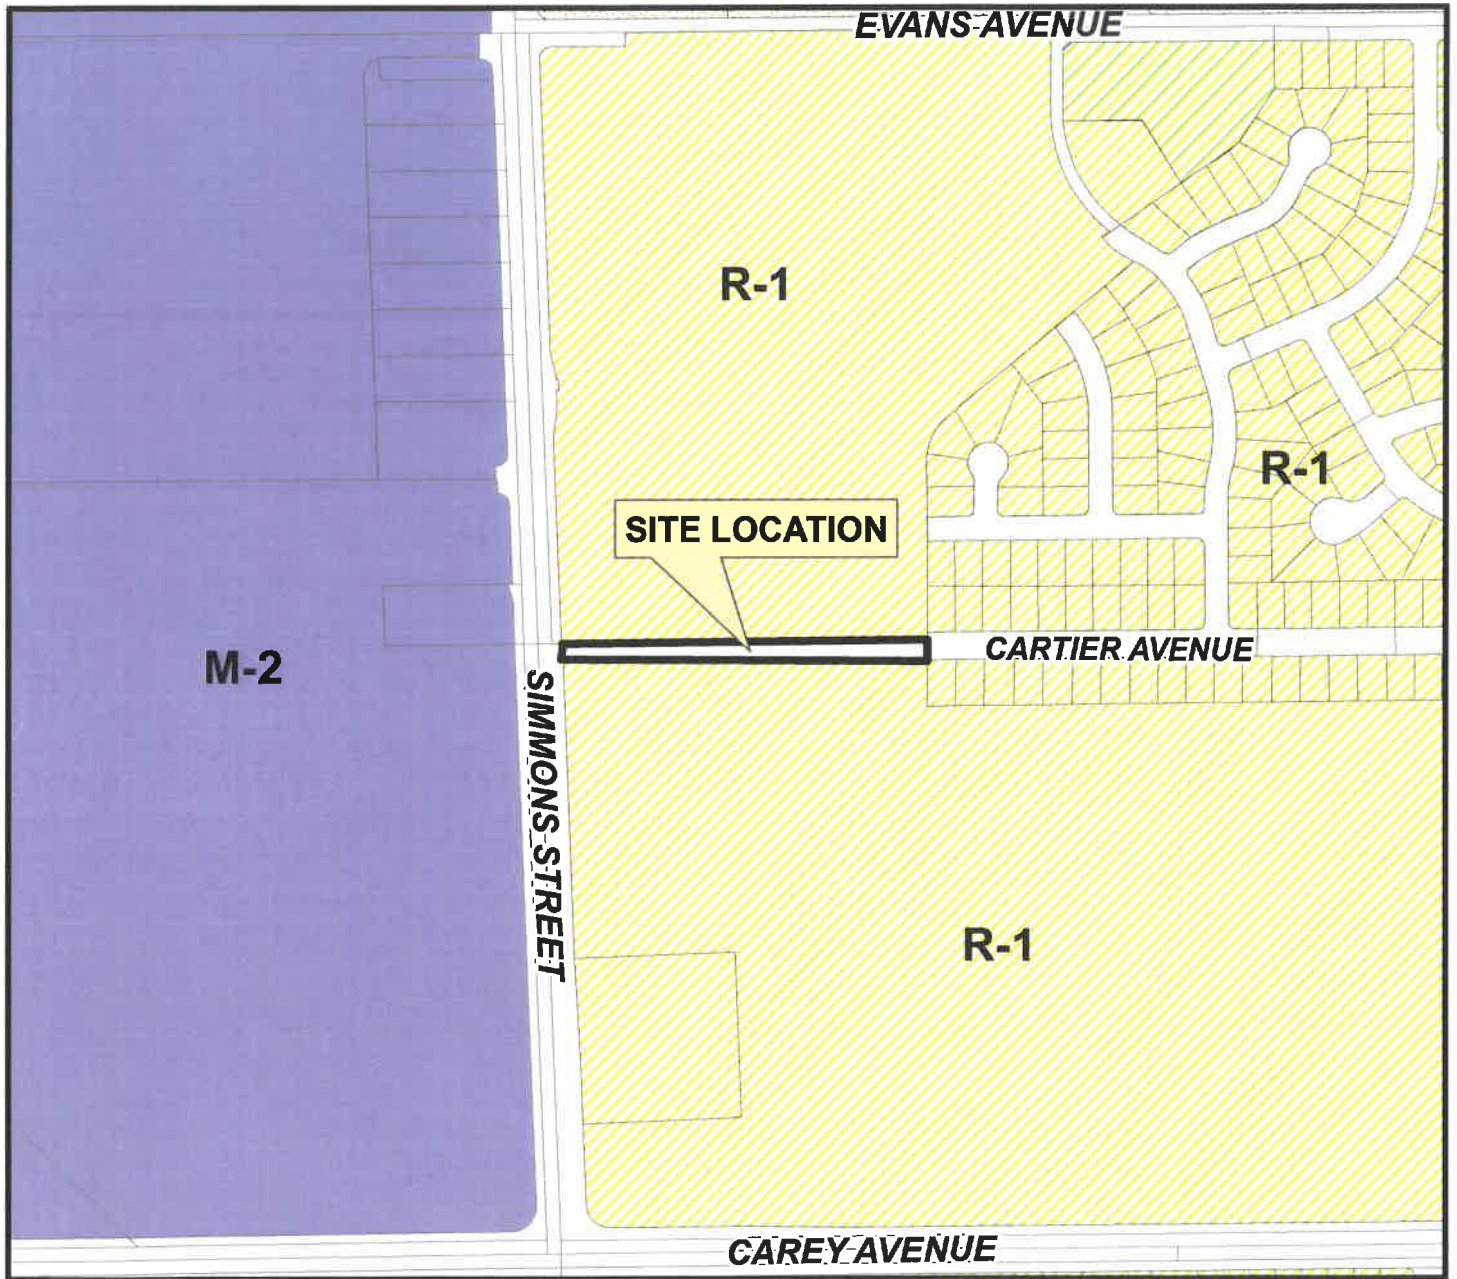 EVANS AVENUE
R-1
R-1
SITE LOCATION
CARTIER AVENUE
M-2
SIMMONS STREET
R-1
CAREY AVENUE